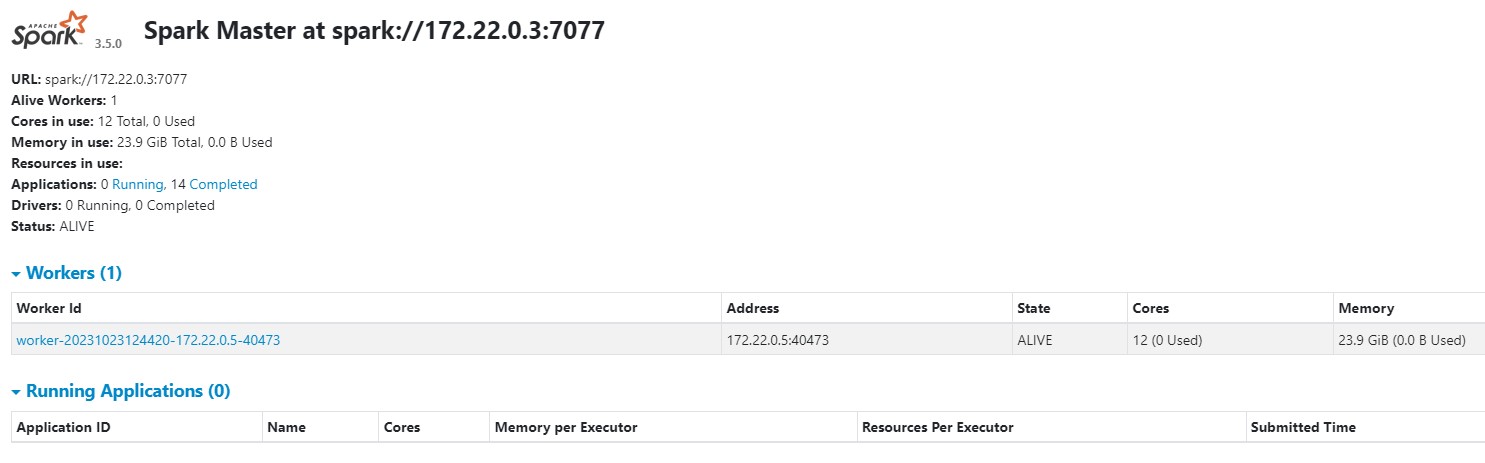 APACHE
Spark 3.5.0 Spark Master at spark://172.22.0.3:7077
URL: spark://172.22.0.3:7077
Alive Workers: 1
Cores in use: 12 Total, 0 Used
Memory in use: 23.9 GiB Total, 0.0 B Used
Resources in use:
Applications: 0 Running, 14 Completed
Drivers: 0 Running, 0 Completed
Status: ALIVE
Workers (1)
Worker Id Address State Cores Memory
worker-20231023124420-172.22.0.5-40473 172.22.0.5:40473 ALIVE 12 (0 Used) 23.9 GiB (0.0 B Used)
Running Applications (0)
Application ID Name Cores Memory per Executor Resources Per Executor Submitted Time